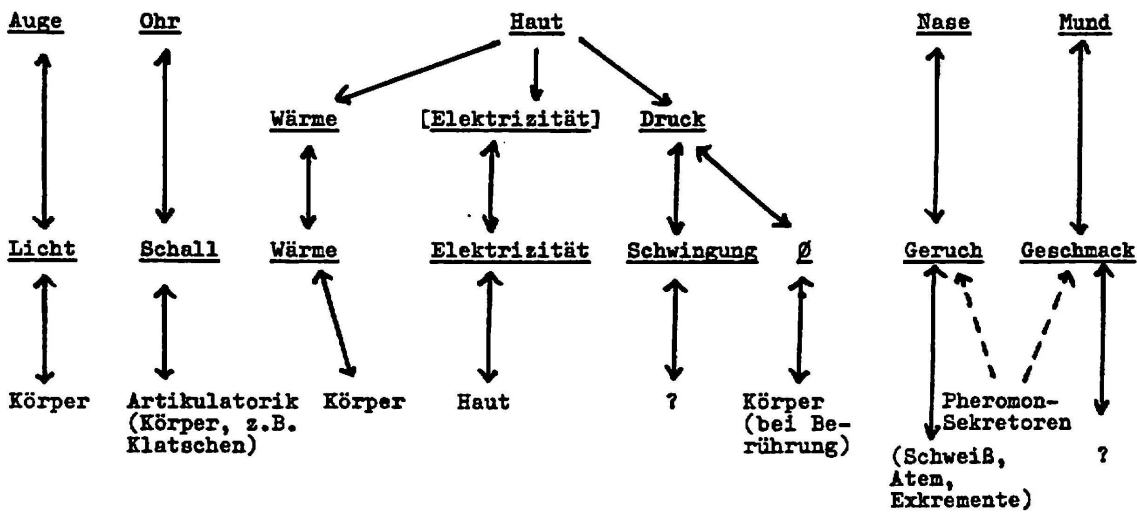 Auge Ohr Haut Nase Mund
Wärme [Elektrizität] Druck
Licht Schall Wärme Elektrizität Schwingung Ø Geruch Geschmack
Körper Artikulatorik Körper Haut ? Körper Pheromon-
(Körper, z.B. (bei Be- Sekretoren
Klatschen) rührung)
(Schweiß, ?
Atem,
Exkremente)